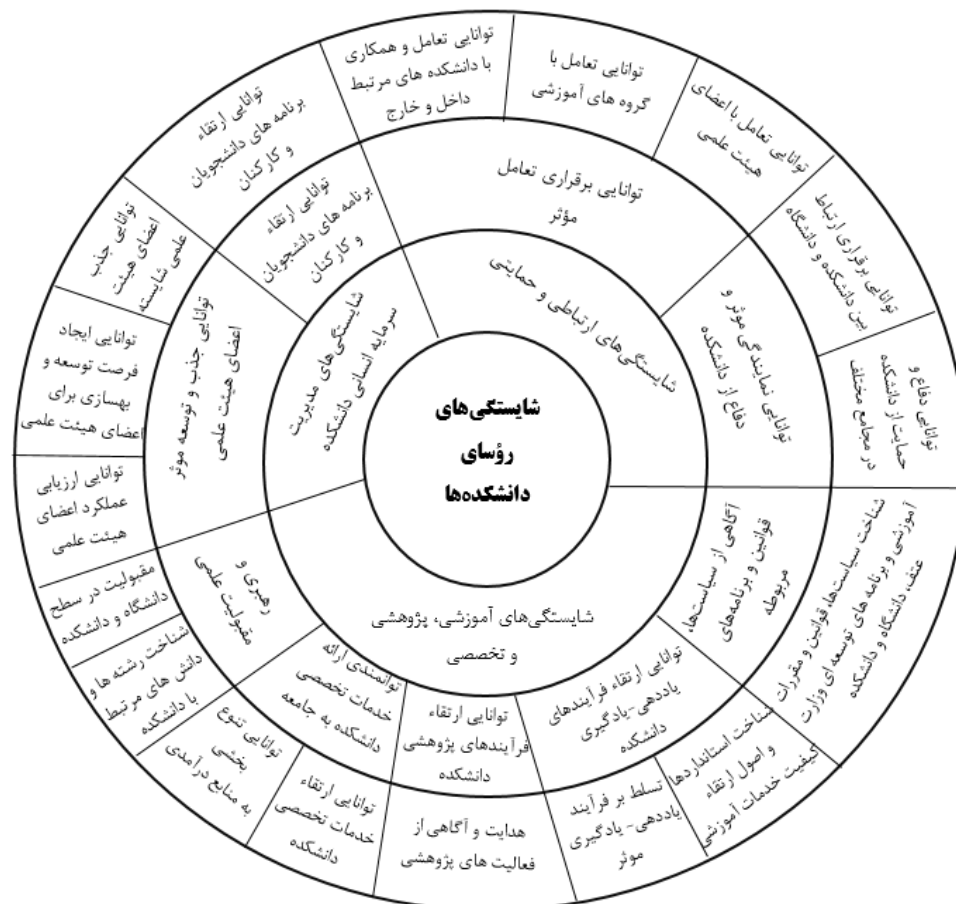 شایستگی‌های
رؤسای
دانشکده‌ها
شایستگی‌های ارتباطی و حمایتی
شایستگی‌های مدیریت
سرمایه انسانی دانشکده
شایستگی‌های آموزشی، پژوهشی
و تخصصی
توانایی برقراری تعامل
مؤثر
توانایی نمایندگی موثر و
دفاع از دانشکده
آگاهی از سیاست‌ها،
قوانین و برنامه‌های
مربوطه
توانایی ارتقاء فرآیندهای
یاددهی-یادگیری
دانشکده
توانایی ارتقاء
فرآیندهای پژوهشی
دانشکده
توانمندی ارائه
خدمات تخصصی
دانشکده به جامعه
رهبری و
مقبولیت علمی
توانایی جذب و توسعه موثر
اعضای هیئت علمی
توانایی ارتقاء
برنامه های دانشجویان
و کارکنان
توانایی تعامل و همکاری
با دانشکده های مرتبط
داخل و خارج
توانایی تعامل با
گروه های آموزشی
توانایی تعامل با اعضای
هیئت علمی
توانایی برقراری ارتباط
بین دانشکده و دانشگاه
توانایی دفاع و
حمایت از دانشکده
در مجامع مختلف
شناخت سیاست‌ها، قوانین و مقررات
آموزشی و برنامه های توسعه ای وزارت
عتف، دانشگاه و دانشکده
شناخت استانداردها
و اصول ارتقاء
کیفیت خدمات آموزشی
تسلط بر فرآیند
یاددهی-یادگیری
موثر
هدایت و آگاهی از
فعالیت های پژوهشی
توانایی ارتقاء
خدمات تخصصی
دانشکده
توانایی تنوع
بخشی
به منابع درآمدی
شناخت رشته ها و
دانش های مرتبط
با دانشکده
مقبولیت در سطح
دانشگاه و دانشکده
توانایی ارزیابی
عملکرد اعضای
هیئت علمی
توانایی ایجاد
فرصت توسعه و
بهسازی برای
اعضای هیئت علمی
توانایی جذب
اعضای هیئت
علمی شایسته
توانایی ارتقاء
برنامه های دانشجویان
و کارکنان